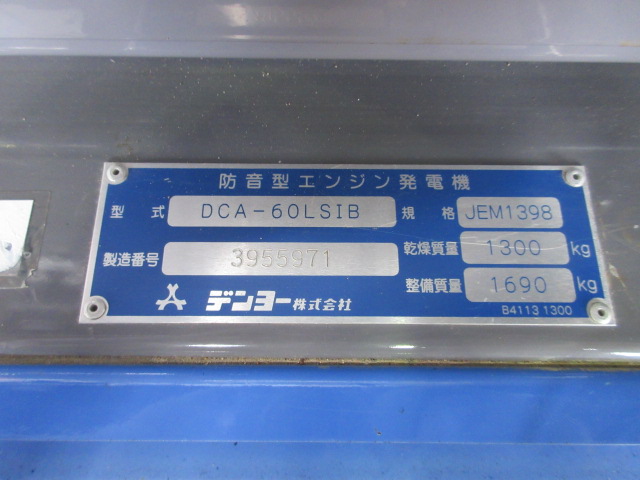 防音型エンジン発電機
型式 DCA-60LSIB 規格 JEM1398
製造番号 3955971 乾燥質量 1300 kg
整備質量 1690 kg
デンヨー株式会社
B4113 1300